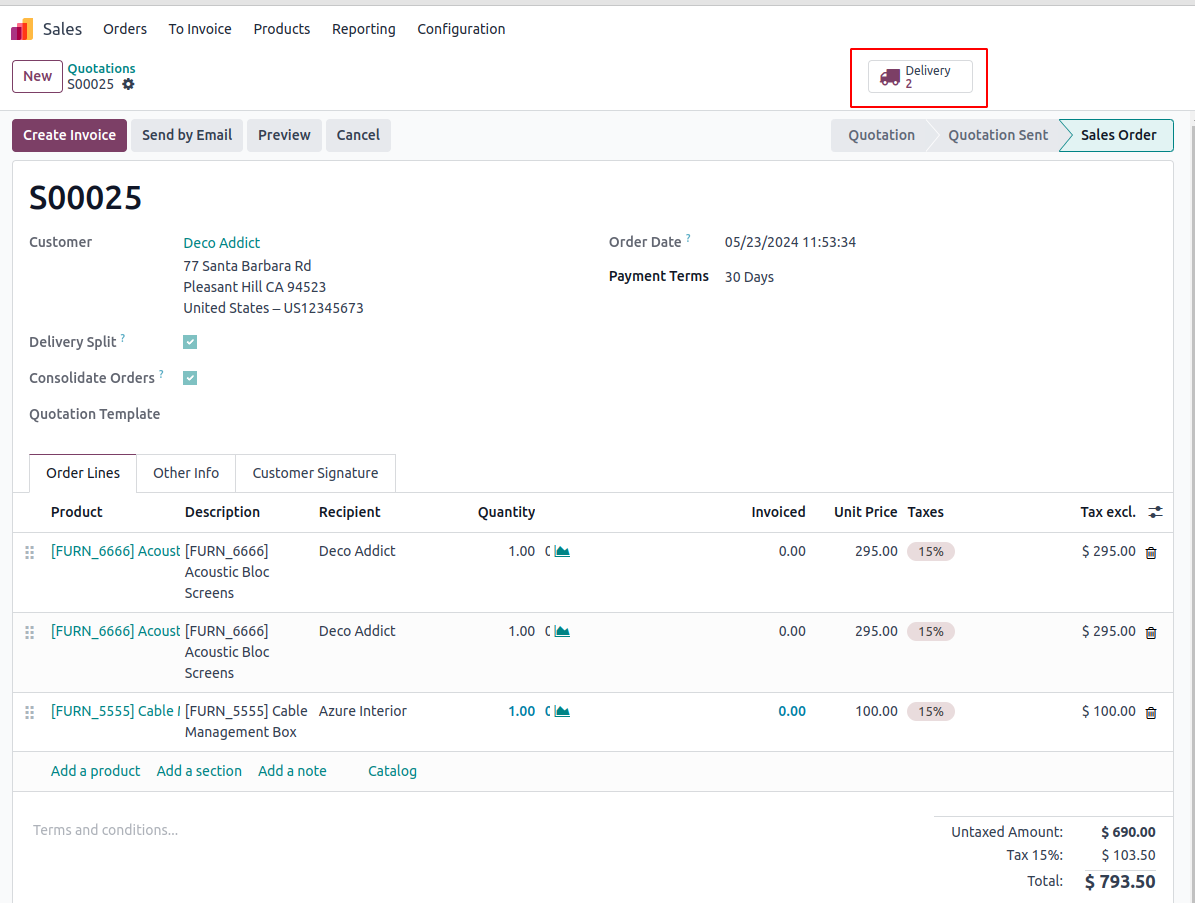 Sales Orders To Invoice Products Reporting Configuration
New
Quotations
S00025
Delivery
2
Create Invoice Send by Email Preview Cancel Quotation Quotation Sent Sales Order
S00025
Customer Deco Addict
77 Santa Barbara Rd
Pleasant Hill CA 94523
United States – US12345673
Order Date ? 05/23/2024 11:53:34
Payment Terms 30 Days
Delivery Split ?
Consolidate Orders ?
Quotation Template
Order Lines Other Info Customer Signature
Product Description Recipient Quantity Invoiced Unit Price Taxes Tax excl.
[FURN_6666] Acoust [FURN_6666] Deco Addict 1.00 0.00 295.00 15% $ 295.00
Acoustic Bloc
Screens
[FURN_6666] Acoust [FURN_6666] Deco Addict 1.00 0.00 295.00 15% $ 295.00
Acoustic Bloc
Screens
[FURN_5555] Cable [FURN_5555] Cable Azure Interior 1.00 0.00 100.00 15% $ 100.00
Management Box
Add a product Add a section Add a note Catalog
Terms and conditions...
Untaxed Amount: $ 690.00
Tax 15%: $ 103.50
Total: $ 793.50